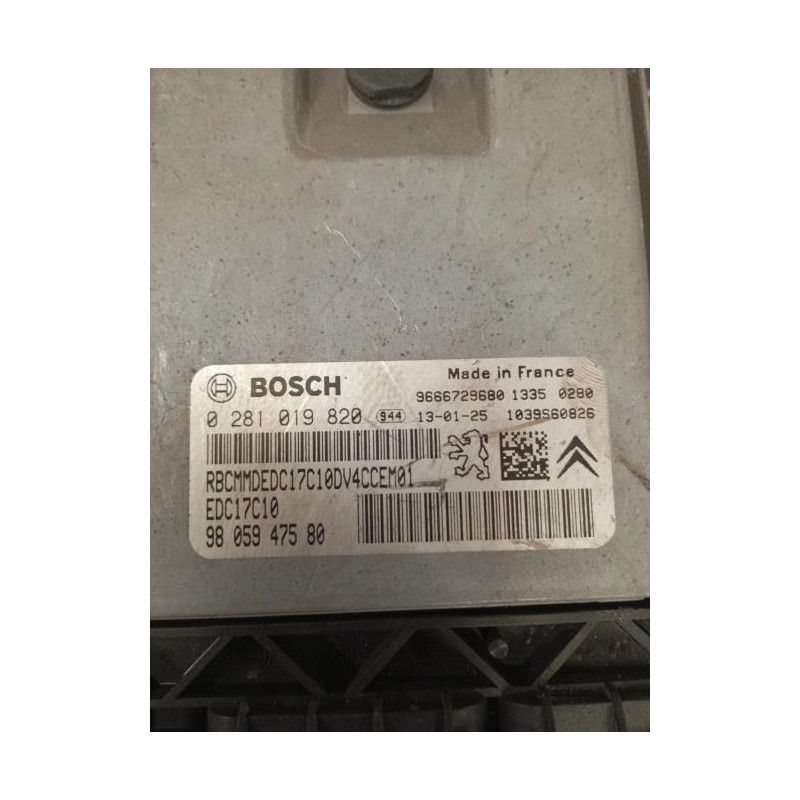 BOSCH
Made in France
9666729680 1335 0280
0 281 019 820 944 13-01-25 1039S60826
RBCMMDEDC17C10DV4CCEM01
EDC17C10
98 059 475 80